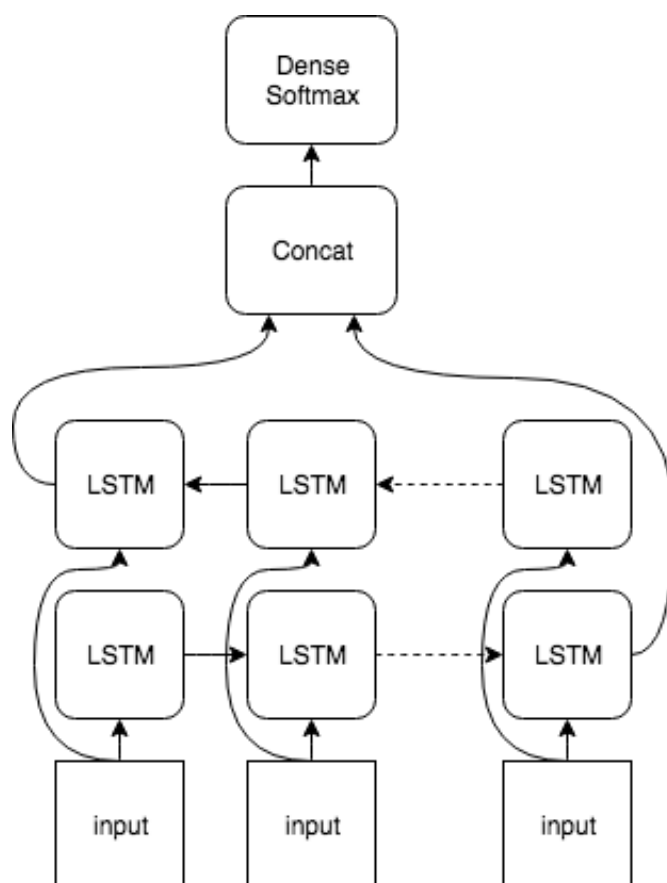 Dense
Softmax
Concat
LSTM
LSTM
LSTM
LSTM
LSTM
LSTM
input
input
input